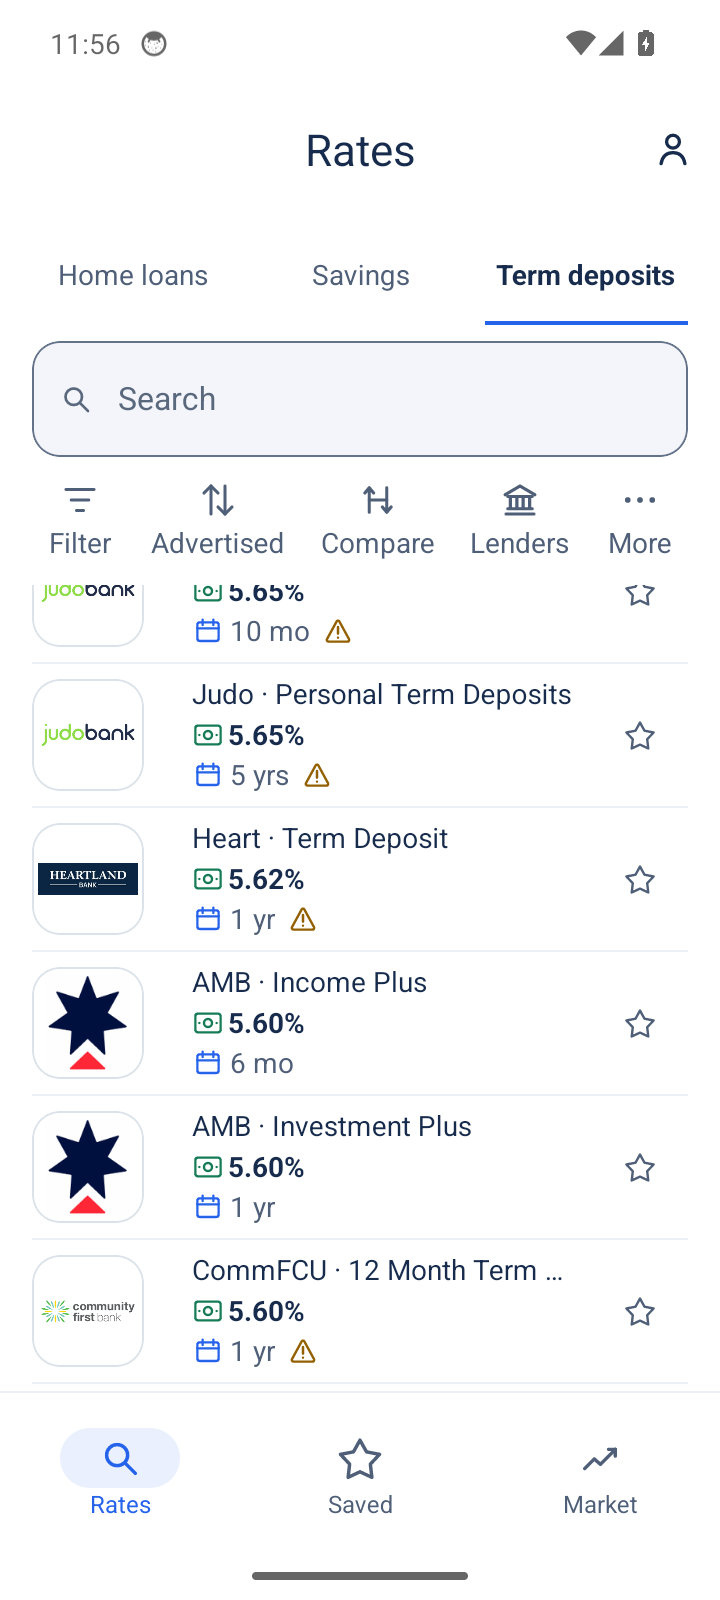 11:56
Rates
Home loans
Savings
Term deposits
Search
Filter
Advertised
Compare
Lenders
More
judobank
5.65%
10 mo
judobank
Judo · Personal Term Deposits
5.65%
5 yrs
HEARTLAND
BANK
Heart · Term Deposit
5.62%
1 yr
AMB · Income Plus
5.60%
6 mo
AMB · Investment Plus
5.60%
1 yr
community
first bank
CommFCU · 12 Month Term ...
5.60%
1 yr
Rates
Saved
Market